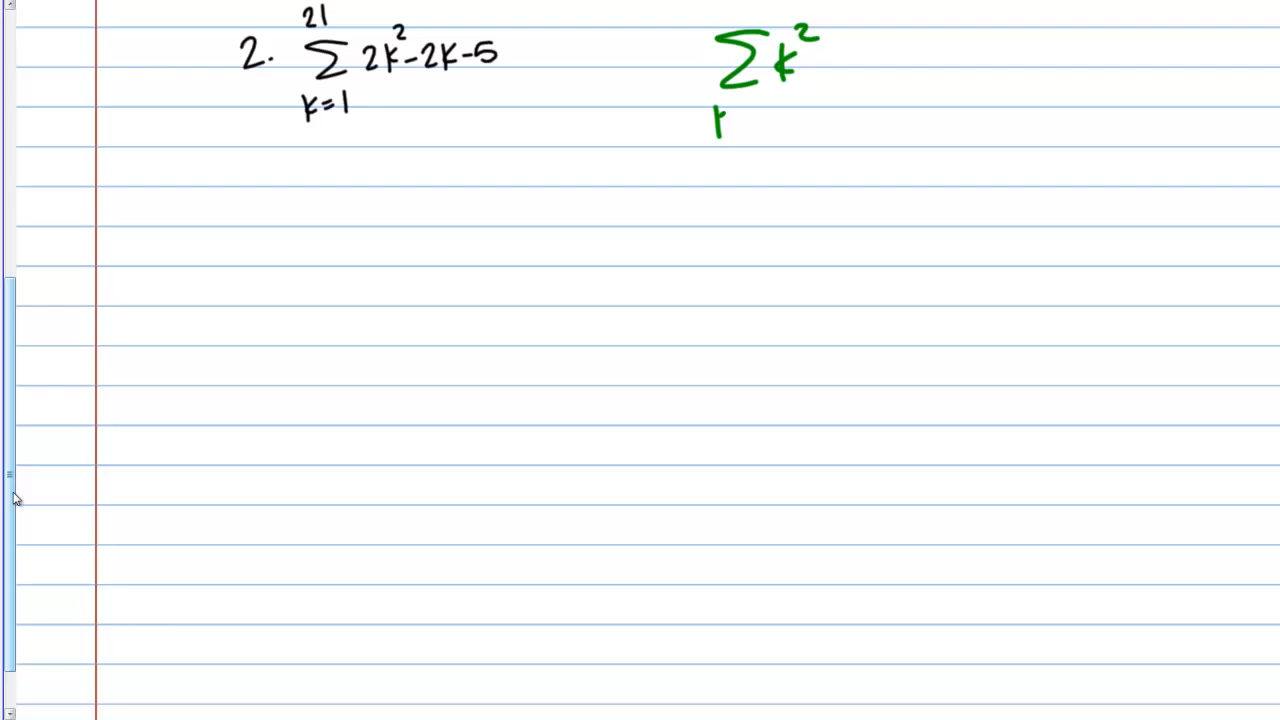 21
2. ∑ 2k²-2k-5
k=1
∑ k²